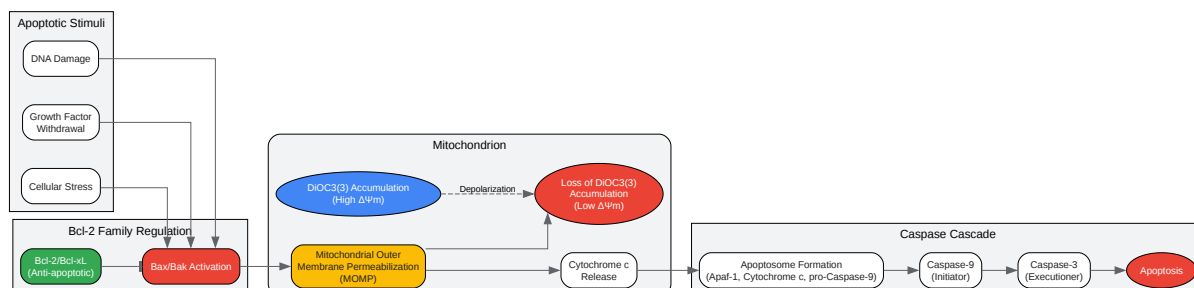 Apoptotic Stimuli
DNA Damage
Growth Factor
Withdrawal
Cellular Stress
Bcl-2 Family Regulation
Bcl-2/Bcl-xL
(Anti-apoptotic)
Bax/Bak Activation
Mitochondrion
DiOC3(3) Accumulation
(High ΔΨm)
Depolarization
Loss of DiOC3(3)
Accumulation
(Low ΔΨm)
Mitochondrial Outer
Membrane Permeabilization
(MOMP)
Cytochrome c
Release
Caspase Cascade
Apoptosome Formation
(Apaf-1, Cytochrome c, pro-Caspase-9)
Caspase-9
(Initiator)
Caspase-3
(Executioner)
Apoptosis